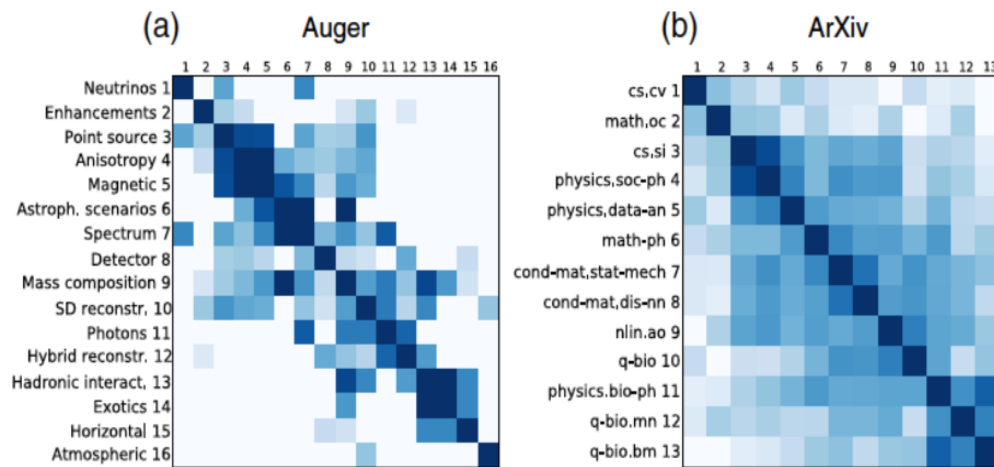 (a) Auger
1 2 3 4 5 6 7 8 9 10 11 12 13 14 15 16
Neutrinos 1
Enhancements 2
Point source 3
Anisotropy 4
Magnetic 5
Astroph. scenarios 6
Spectrum 7
Detector 8
Mass composition 9
SD reconstr. 10
Photons 11
Hybrid reconstr. 12
Hadronic interact. 13
Exotics 14
Horizontal 15
Atmospheric 16
(b) ArXiv
1 2 3 4 5 6 7 8 9 10 11 12 13
cs,cv 1
math,oc 2
cs,si 3
physics,soc-ph 4
physics,data-an 5
math-ph 6
cond-mat,stat-mech 7
cond-mat,dis-nn 8
nlin.ao 9
q-bio 10
physics.bio-ph 11
q-bio.mn 12
q-bio.bm 13